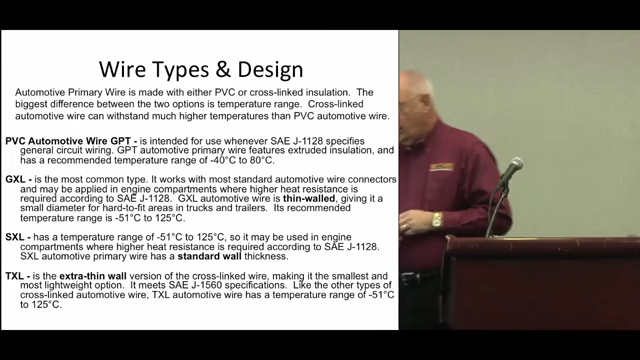 Wire Types & Design
Automotive Primary Wire is made with either PVC or cross-linked insulation. The
biggest difference between the two options is temperature range. Cross-linked
automotive wire can withstand much higher temperatures than PVC automotive wire.
PVC Automotive Wire GPT - is intended for use whenever SAE J-1128 specifies
general circuit wiring. GPT automotive primary wire features extruded insulation, and
has a recommended temperature range of -40°C to 80°C.
GXL - is the most common type. It works with most standard automotive wire connectors
and may be applied in engine compartments where higher heat resistance is
required according to SAE J-1128. GXL automotive wire is thin-walled, giving it a
small diameter for hard-to-fit areas in trucks and trailers. Its recommended
temperature range is -51°C to 125°C.
SXL - has a temperature range of -51°C to 125°C, so it may be used in engine
compartments where higher heat resistance is required according to SAE J-1128.
SXL automotive primary wire has a standard wall thickness.
TXL - is the extra-thin wall version of the cross-linked wire, making it the smallest and
most lightweight option. It meets SAE J-1560 specifications. Like the other types of
cross-linked automotive wire, TXL automotive wire has a temperature range of -51°C
to 125°C.